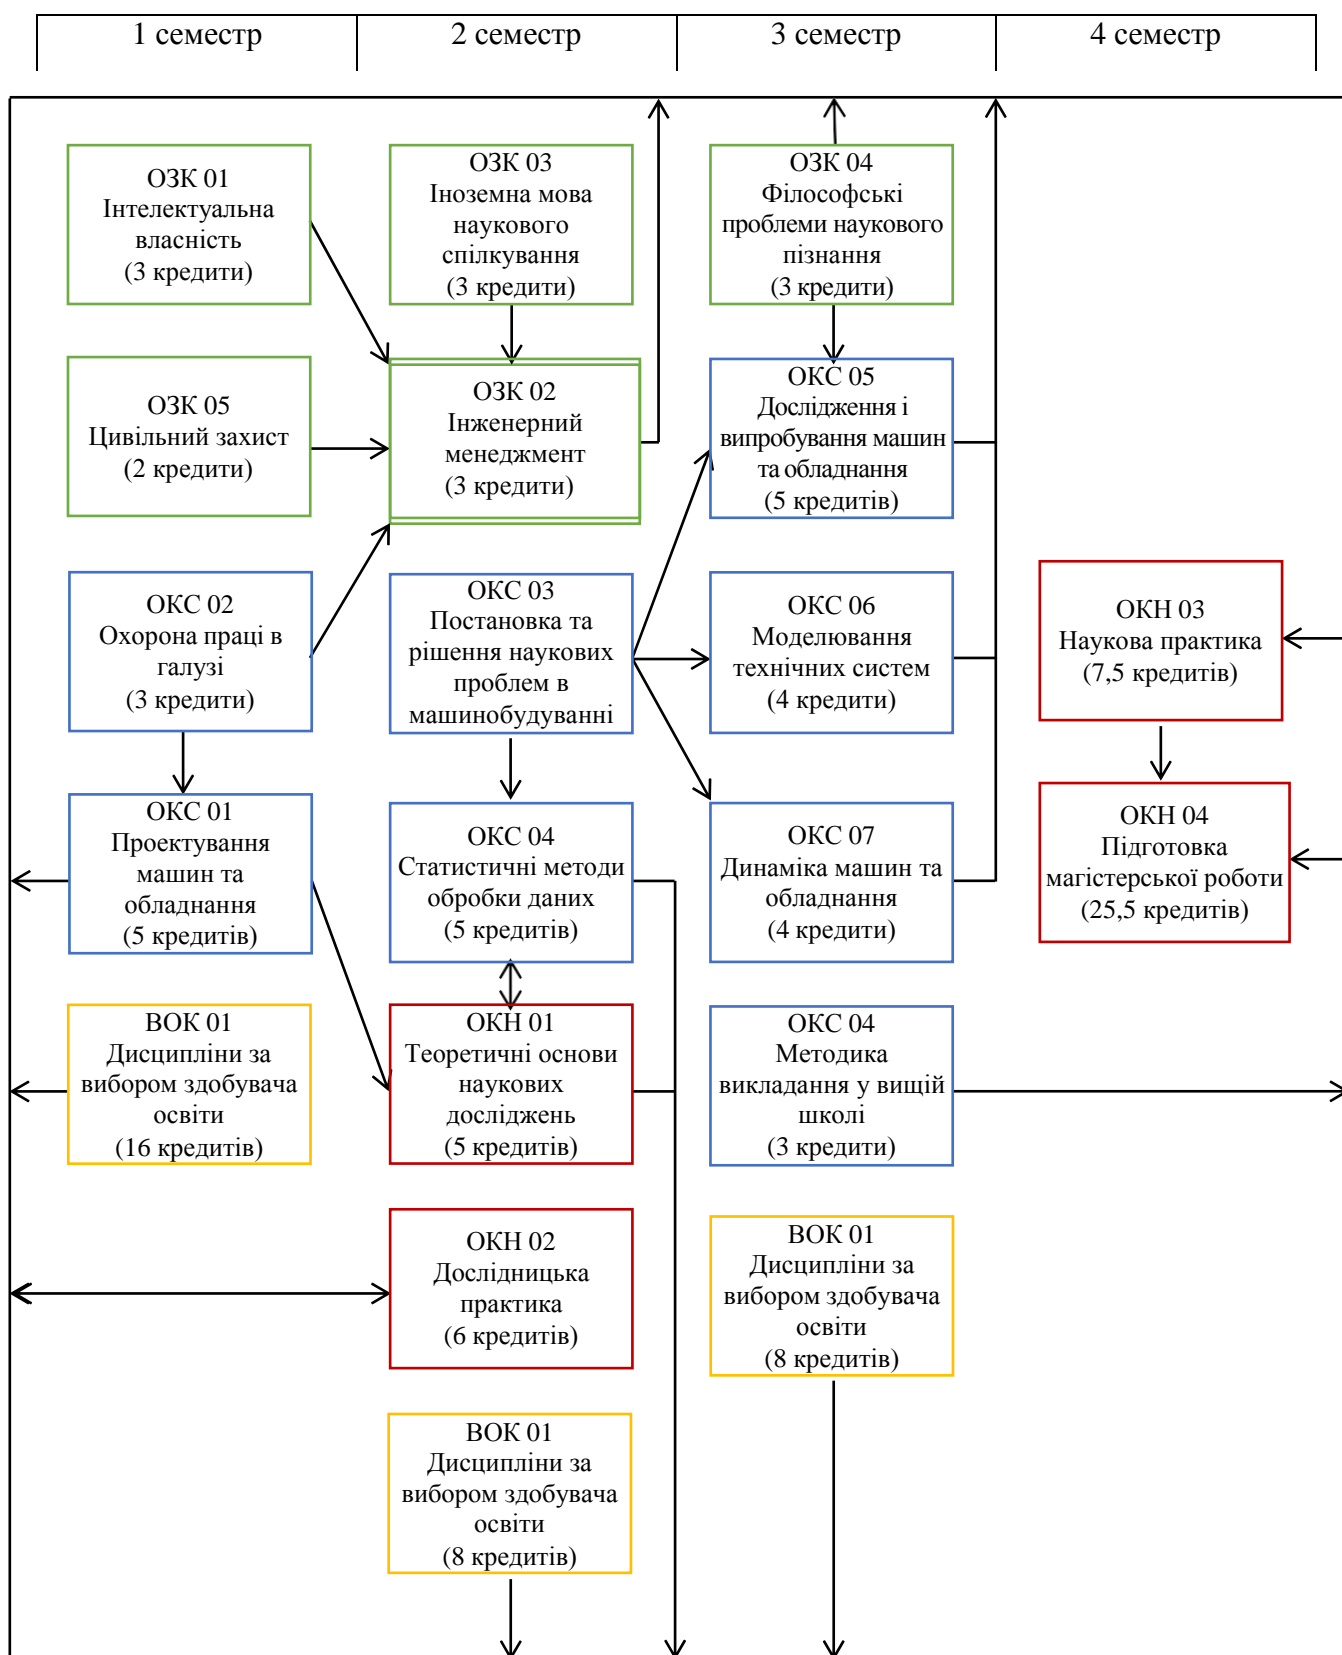 1 семестр
2 семестр
3 семестр
4 семестр
ОЗК 01
Інтелектуальна
власність
(3 кредити)
ОЗК 05
Цивільний захист
(2 кредити)
ОКС 02
Охорона праці в
галузі
(3 кредити)
ОКС 01
Проектування
машин та
обладнання
(5 кредитів)
ВОК 01
Дисципліни за
вибором здобувача
освіти
(16 кредитів)
ОЗК 03
Іноземна мова
наукового
спілкування
(3 кредити)
ОЗК 02
Інженерний
менеджмент
(3 кредити)
ОКС 03
Постановка та
рішення наукових
проблем в
машинобудуванні
ОКС 04
Статистичні методи
обробки даних
(5 кредитів)
ОКН 01
Теоретичні основи
наукових
досліджень
(5 кредитів)
ОКН 02
Дослідницька
практика
(6 кредитів)
ВОК 01
Дисципліни за
вибором здобувача
освіти
(8 кредитів)
ОЗК 04
Філософські
проблеми наукового
пізнання
(3 кредити)
ОКС 05
Дослідження і
випробування машин
та обладнання
(5 кредитів)
ОКС 06
Моделювання
технічних систем
(4 кредити)
ОКС 07
Динаміка машин та
обладнання
(4 кредити)
ОКС 04
Методика
викладання у вищій
школі
(3 кредити)
ВОК 01
Дисципліни за
вибором здобувача
освіти
(8 кредитів)
ОКН 03
Наукова практика
(7,5 кредитів)
ОКН 04
Підготовка
магістерської роботи
(25,5 кредитів)